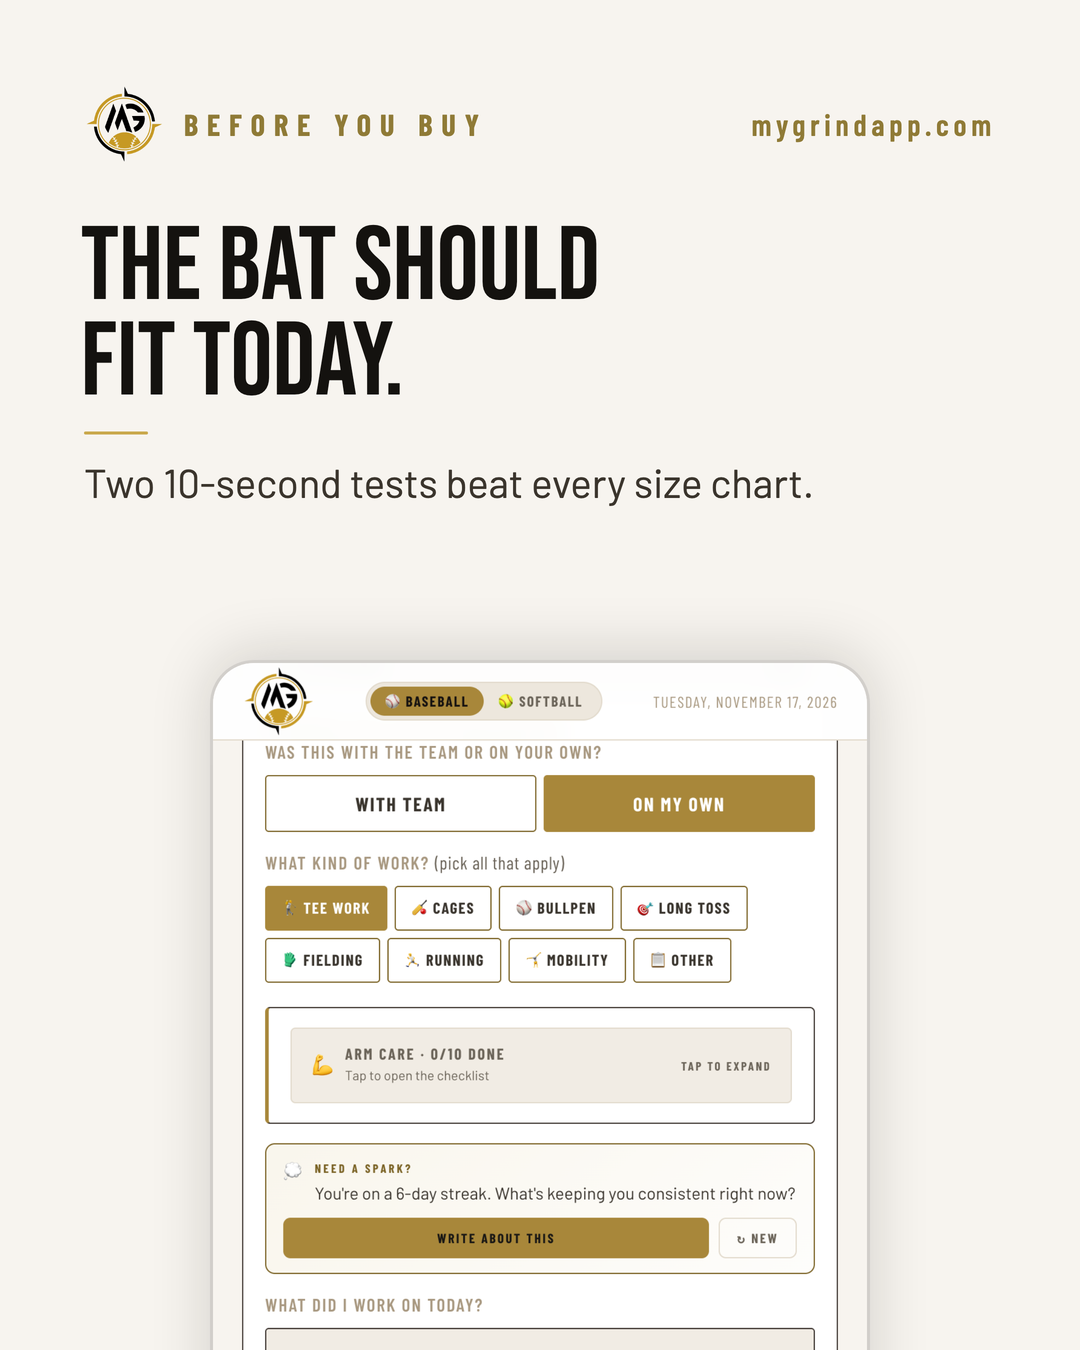 MG BEFORE YOU BUY
mygrindapp.com
THE BAT SHOULD
FIT TODAY.
Two 10-second tests beat every size chart.
MG
BASEBALL
SOFTBALL
TUESDAY, NOVEMBER 17, 2026
WAS THIS WITH THE TEAM OR ON YOUR OWN?
WITH TEAM
ON MY OWN
WHAT KIND OF WORK? (pick all that apply)
TEE WORK
CAGES
BULLPEN
LONG TOSS
FIELDING
RUNNING
MOBILITY
OTHER
ARM CARE · 0/10 DONE
Tap to open the checklist
TAP TO EXPAND
NEED A SPARK?
You're on a 6-day streak. What's keeping you consistent right now?
WRITE ABOUT THIS
↻ NEW
WHAT DID I WORK ON TODAY?